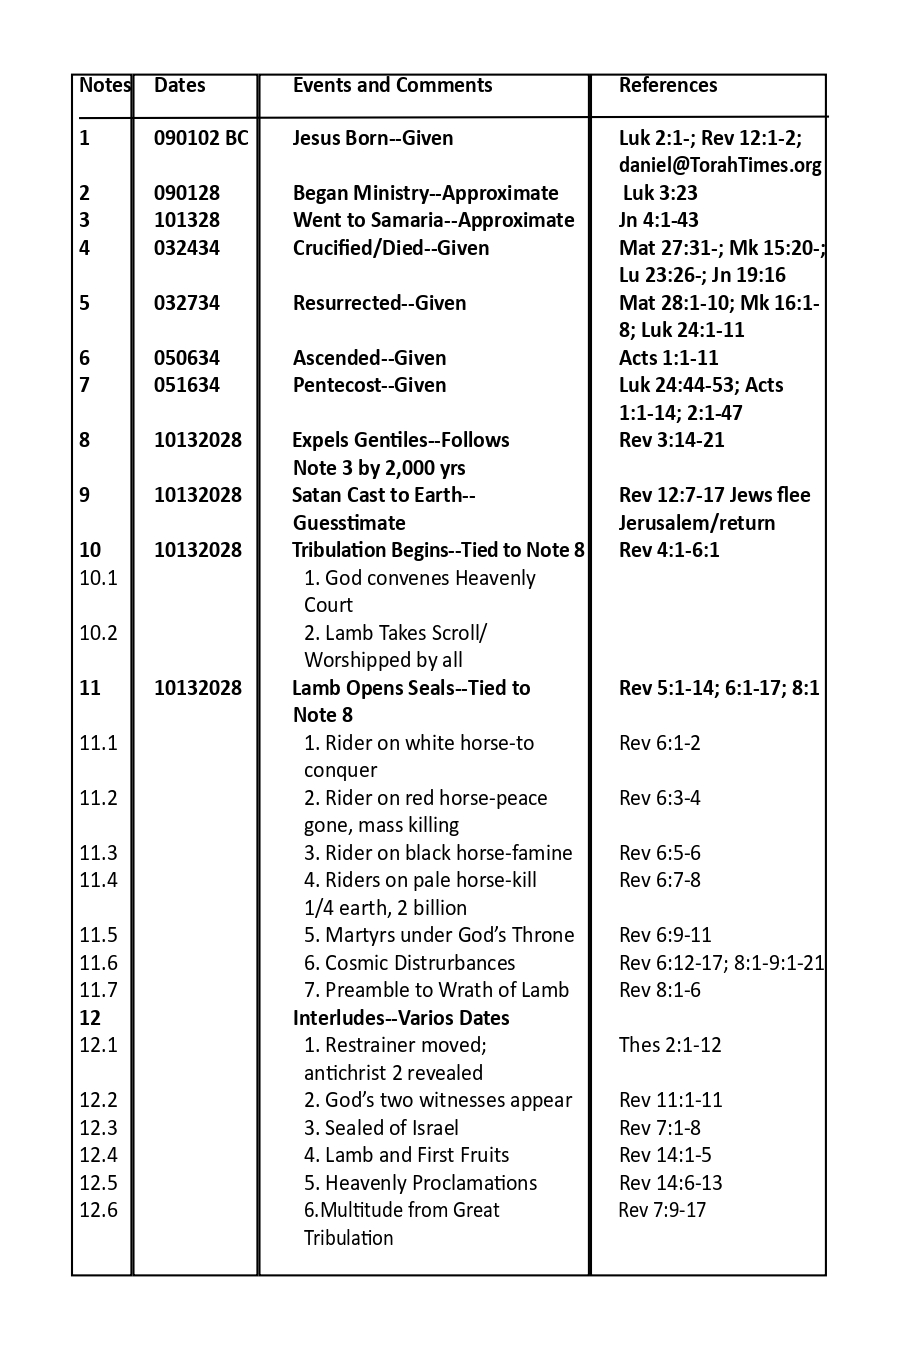 Notes Dates Events and Comments References
1 090102 BC Jesus Born--Given Luk 2:1-; Rev 12:1-2;
daniel@TorahTimes.org
2 090128 Began Ministry--Approximate Luk 3:23
3 101328 Went to Samaria--Approximate Jn 4:1-43
4 032434 Crucified/Died--Given Mat 27:31-; Mk 15:20-;
Lu 23:26-; Jn 19:16
5 032734 Resurrected--Given Mat 28:1-10; Mk 16:1-
8; Luk 24:1-11
6 050634 Ascended--Given Acts 1:1-11
7 051634 Pentecost--Given Luk 24:44-53; Acts
1:1-14; 2:1-47
8 10132028 Expels Gentiles--Follows Rev 3:14-21
Note 3 by 2,000 yrs
9 10132028 Satan Cast to Earth-- Rev 12:7-17 Jews flee
Guesstimate Jerusalem/return
10 10132028 Tribulation Begins--Tied to Note 8 Rev 4:1-6:1
10.1 1. God convenes Heavenly
Court
10.2 2. Lamb Takes Scroll/
Worshipped by all
11 10132028 Lamb Opens Seals--Tied to Rev 5:1-14; 6:1-17; 8:1
Note 8
11.1 1. Rider on white horse-to Rev 6:1-2
conquer
11.2 2. Rider on red horse-peace Rev 6:3-4
gone, mass killing
11.3 3. Rider on black horse-famine Rev 6:5-6
11.4 4. Riders on pale horse-kill Rev 6:7-8
1/4 earth, 2 billion
11.5 5. Martyrs under God’s Throne Rev 6:9-11
11.6 6. Cosmic Distrurbances Rev 6:12-17; 8:1-9:1-21
11.7 7. Preamble to Wrath of Lamb Rev 8:1-6
12 Interludes--Varios Dates
12.1 1. Restrainer moved; Thes 2:1-12
antichrist 2 revealed
12.2 2. God’s two witnesses appear Rev 11:1-11
12.3 3. Sealed of Israel Rev 7:1-8
12.4 4. Lamb and First Fruits Rev 14:1-5
12.5 5. Heavenly Proclamations Rev 14:6-13
12.6 6.Multitude from Great Rev 7:9-17
Tribulation